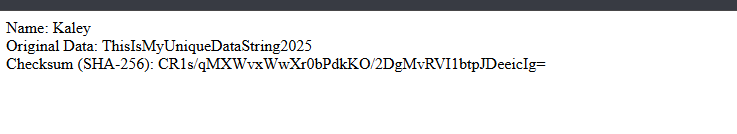 Name: Kaley
Original Data: ThisIsMyUniqueDataString2025
Checksum (SHA-256): CR1s/qMXWvxWwXr0bPdkKO/2DgMvRVI1btpJDeeicIg=